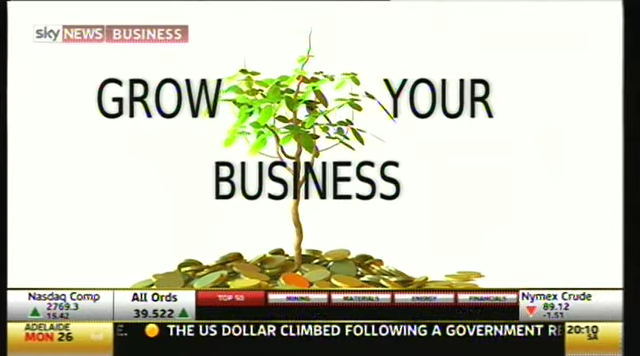 sky NEWS BUSINESS
GROW YOUR
BUSINESS
Nasdaq Comp
2769.3
15.42
All Ords
39.522
TOP 50
MINING
MATERIALS
ENERGY
FINANCIALS
Nymex Crude
89.12
-1.51
ADELAIDE
MON 26
E.
THE US DOLLAR CLIMBED FOLLOWING A GOVERNMENT RE
20:10
SA